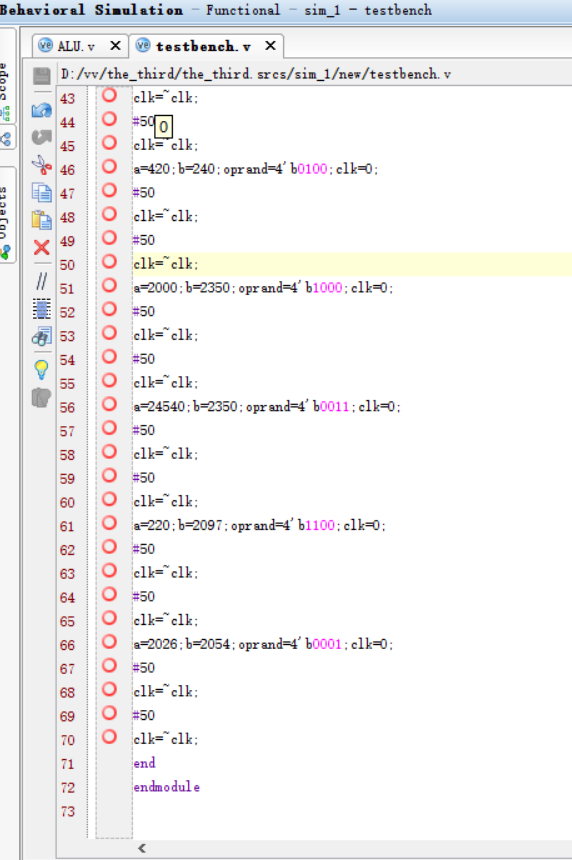 Behavioral Simulation - Functional - sim_1 - testbench
ALU.v × testbench.v ×
D:/vv/the_third/the_third.srcs/sim_1/new/testbench.v
Scope
Objects
43 clk=~clk;
44 #50
0
45 clk=~clk;
46 a=420;b=240;oprand=4'b0100;clk=0;
47 #50
48 clk=~clk;
49 #50
50 clk=~clk;
51 a=2000;b=2350;oprand=4'b1000;clk=0;
52 #50
53 clk=~clk;
54 #50
55 clk=~clk;
56 a=24540;b=2350;oprand=4'b0011;clk=0;
57 #50
58 clk=~clk;
59 #50
60 clk=~clk;
61 a=220;b=2097;oprand=4'b1100;clk=0;
62 #50
63 clk=~clk;
64 #50
65 clk=~clk;
66 a=2026;b=2054;oprand=4'b0001;clk=0;
67 #50
68 clk=~clk;
69 #50
70 clk=~clk;
71 end
72 endmodule
73